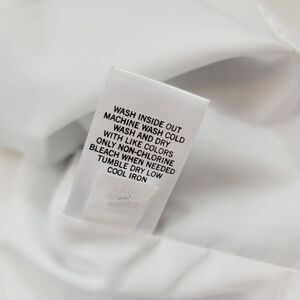 WASH INSIDE OUT
MACHINE WASH COLD
WASH AND DRY
WITH LIKE COLORS
ONLY NON-CHLORINE
BLEACH WHEN NEEDED
TUMBLE DRY LOW
COOL IRON